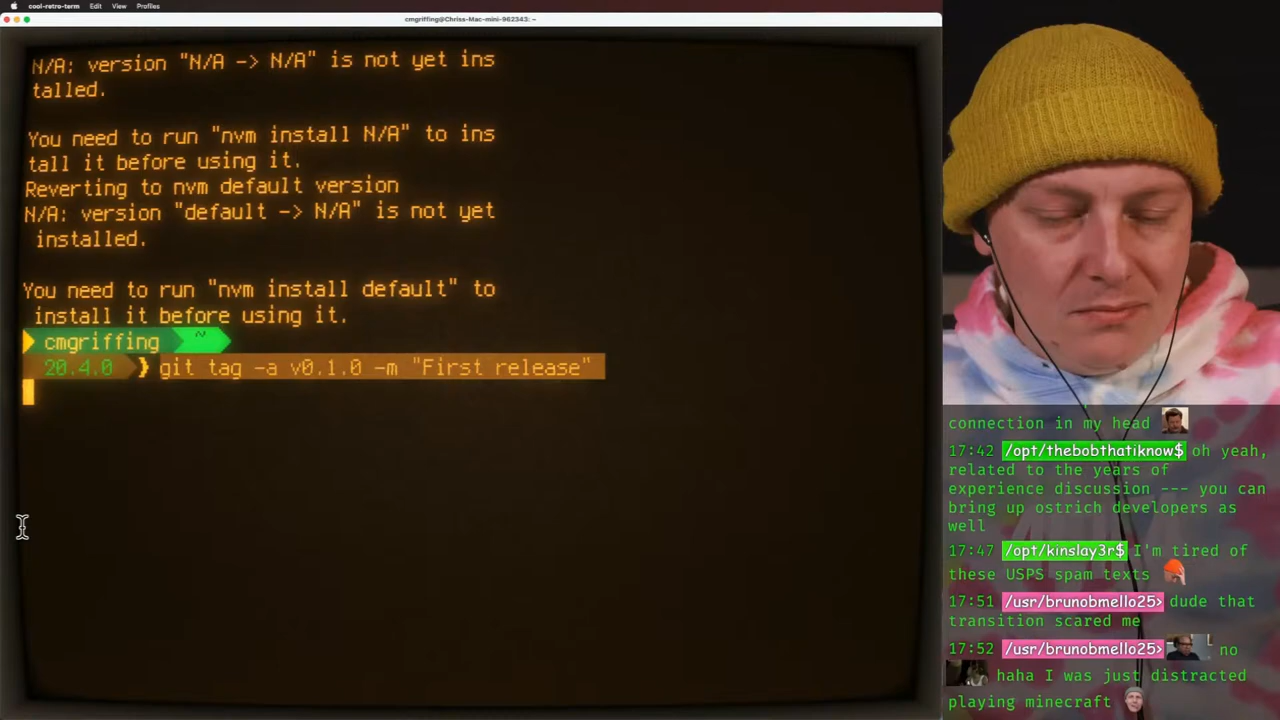 cool-retro-term Edit View Profiles
cmgriffing@Chriss-Mac-mini-962343: ~
N/A: version "N/A -> N/A" is not yet ins
talled.
You need to run "nvm install N/A" to ins
tall it before using it.
Reverting to nvm default version
N/A: version "default -> N/A" is not yet
installed.
You need to run "nvm install default" to
install it before using it.
cmgriffing ~
20.4.0 } git tag -a v0.1.0 -m "First release"
connection in my head
17:42 /opt/thebobthatiknow$ oh yeah,
related to the years of
experience discussion --- you can
bring up ostrich developers as
well
17:47 /opt/kinslay3r$ I'm tired of
these USPS spam texts
17:51 /usr/brunobmello25> dude that
transition scared me
17:52 /usr/brunobmello25> no
haha I was just distracted
playing minecraft